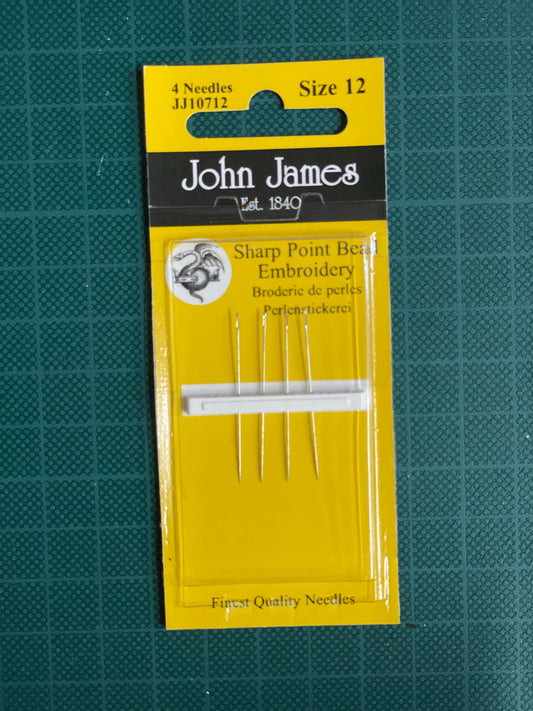 4 Needles
JJ10712
Size 12
John James
Est. 1840
Sharp Point Bead
Embroidery
Broderie de perles
Perlenstickerei
Finest Quality Needles